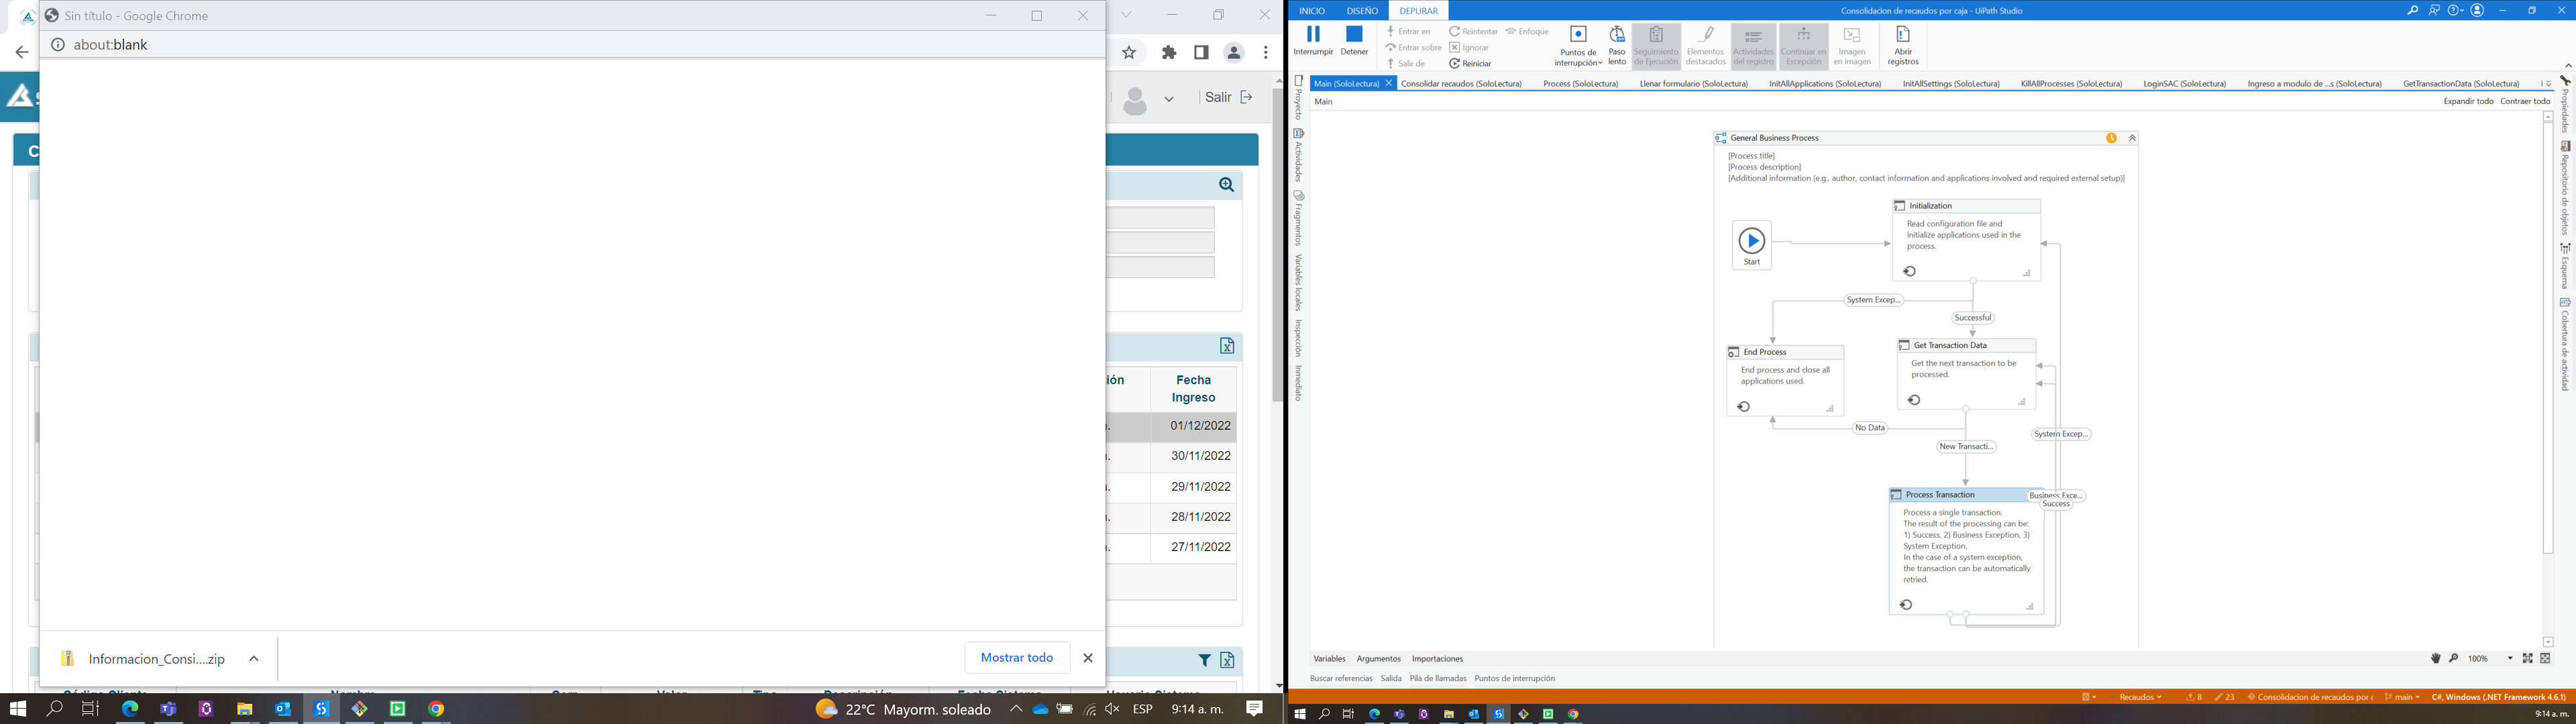 Sin título - Google Chrome
about:blank
Salir
ión
Fecha
Ingreso
01/12/2022
30/11/2022
29/11/2022
28/11/2022
27/11/2022
Informacion_Consi....zip
Mostrar todo
22°C Mayorm. soleado
ESP
9:14 a. m.
INICIO DISEÑO DEPURAR
Consolidacion de recaudos por caja - UiPath Studio
Interrumpir
Detener
Entrar en
Entrar sobre
Salir de
Reintentar
Ignorar
Reiniciar
Enfoque
Puntos de
interrupción
Paso
lento
Seguimiento
de Ejecución
Elementos
destacados
Actividades
del registro
Continuar en
Excepción
Imagen
en imagen
Abrir
registros
Main (SoloLectura) Consolidar recaudos (SoloLectura) Process (SoloLectura) Llenar formulario (SoloLectura) InitAllApplications (SoloLectura) InitAllSettings (SoloLectura) KillAllProcesses (SoloLectura) LoginSAC (SoloLectura) Ingreso a modulo de ...s (SoloLectura) GetTransactionData (SoloLectura)
Main
Expandir todo Contraer todo
Proyecto
Actividades
Fragmentos
Variables locales
Inspección
Inmediato
General Business Process
[Process title]
[Process description]
[Additional information (e.g., author, contact information and applications involved and required external setup)]
Start
Initialization
Read configuration file and
initialize applications used in the
process.
System Excep...
Successful
End Process
End process and close all
applications used.
Get Transaction Data
Get the next transaction to be
processed.
No Data
New Transacti...
System Excep...
Process Transaction
Business Exce...
Success
Process a single transaction.
The result of the processing can be:
1) Success, 2) Business Exception, 3)
System Exception.
In the case of a system exception,
the transaction can be automatically
retried.
Propiedades
Repositorio de objetos
Esquema
Cobertura de actividad
Variables Argumentos Importaciones
100%
Buscar referencias Salida Pila de llamadas Puntos de interrupción
Recaudos
8
23
Consolidacion de recaudos por c
main
C#, Windows (.NET Framework 4.6.1)
9:14 a. m.